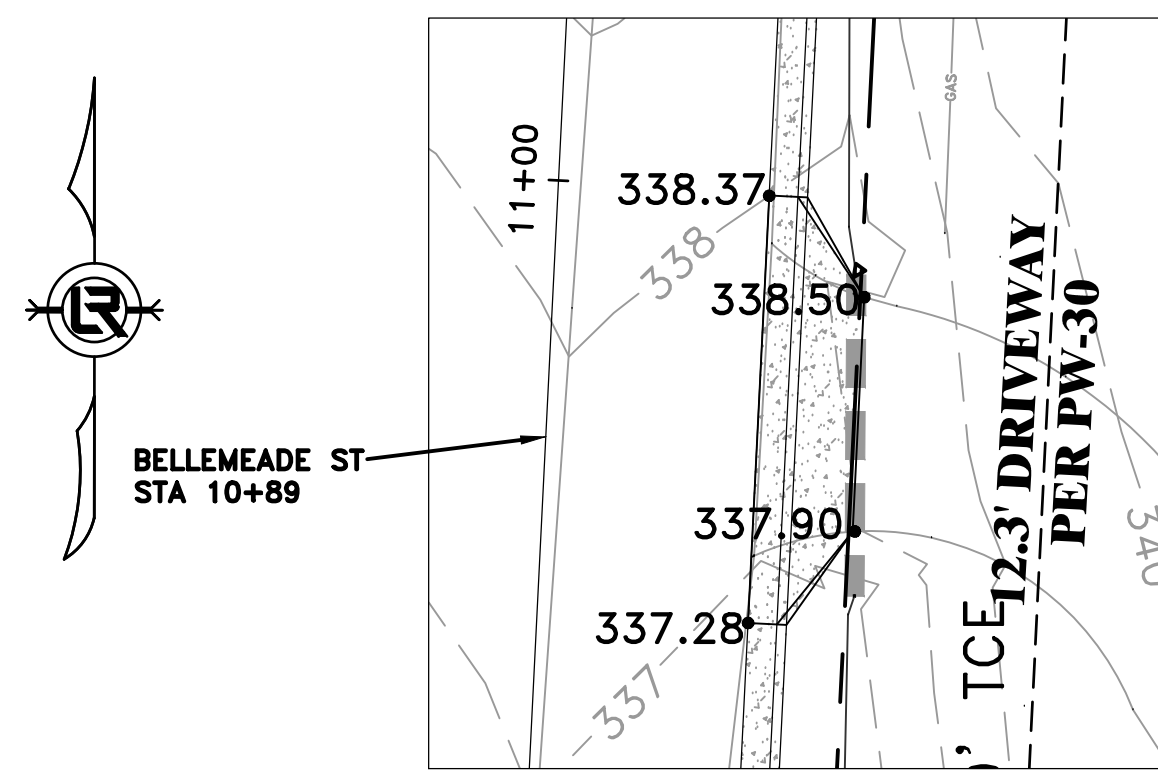 GAS
11+00
338.37
338
338.50
12.3' DRIVEWAY
PER PW-30
LR
BELLEMEADE ST
STA 10+89
337.90
340
337.28
TCE
337